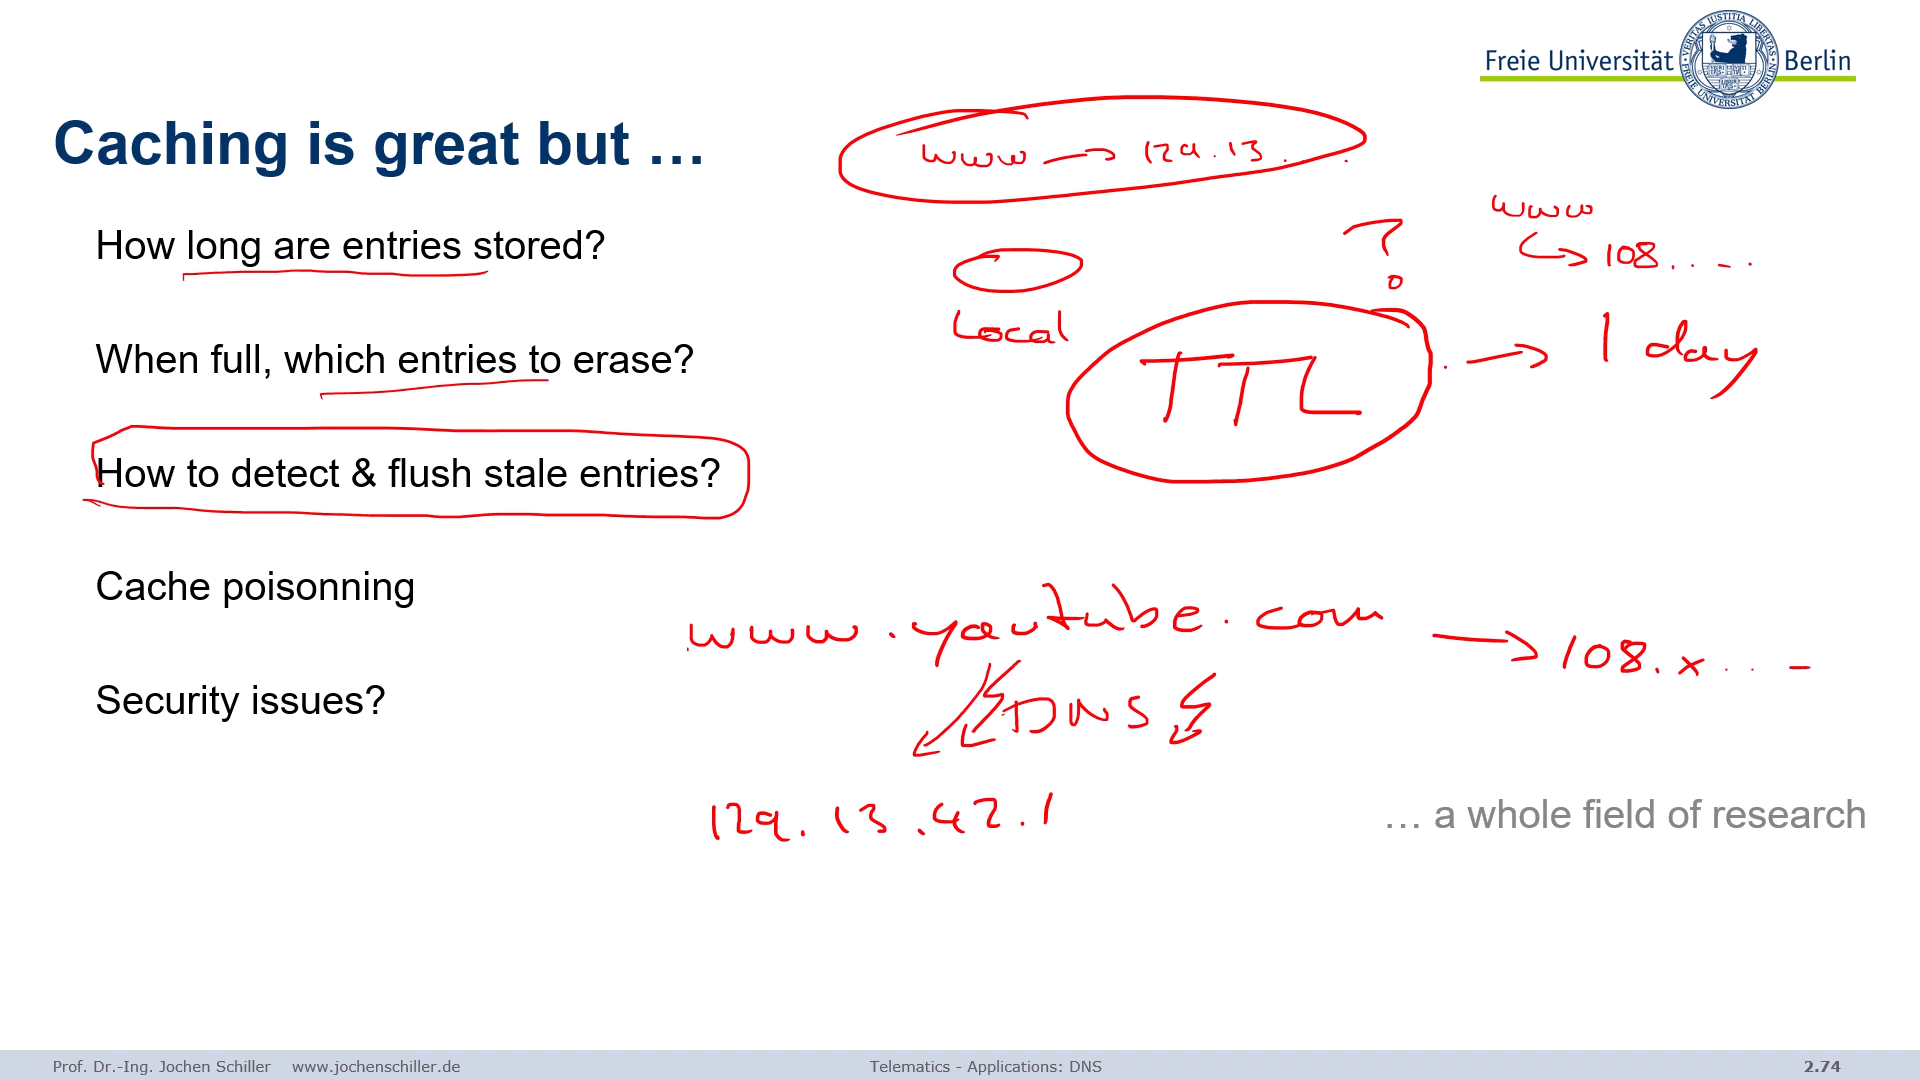 Freie Universität Berlin
Caching is great but …
www → 129.13. . .
How long are entries stored?
www
↳ 108. . . - .
Local
?
TTL → 1 day
When full, which entries to erase?
How to detect & flush stale entries?
Cache poisonning
www.youtube.com → 108.x . . -
Security issues?
DNS
129.13.42.1
… a whole field of research
Prof. Dr.-Ing. Jochen Schiller www.jochenschiller.de
Telematics - Applications: DNS
2.74